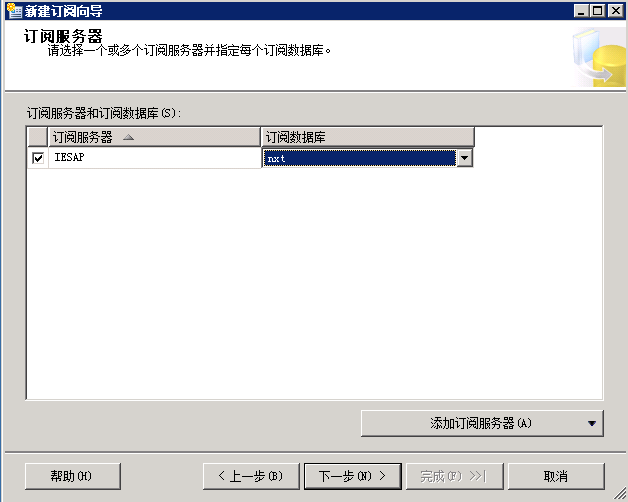 新建订阅向导
订阅服务器
请选择一个或多个订阅服务器并指定每个订阅数据库。
订阅服务器和订阅数据库(S):
订阅服务器 订阅数据库
IESAP nxt
添加订阅服务器(A)
帮助(H) < 上一步(B) 下一步(N) > 完成(F) >>| 取消